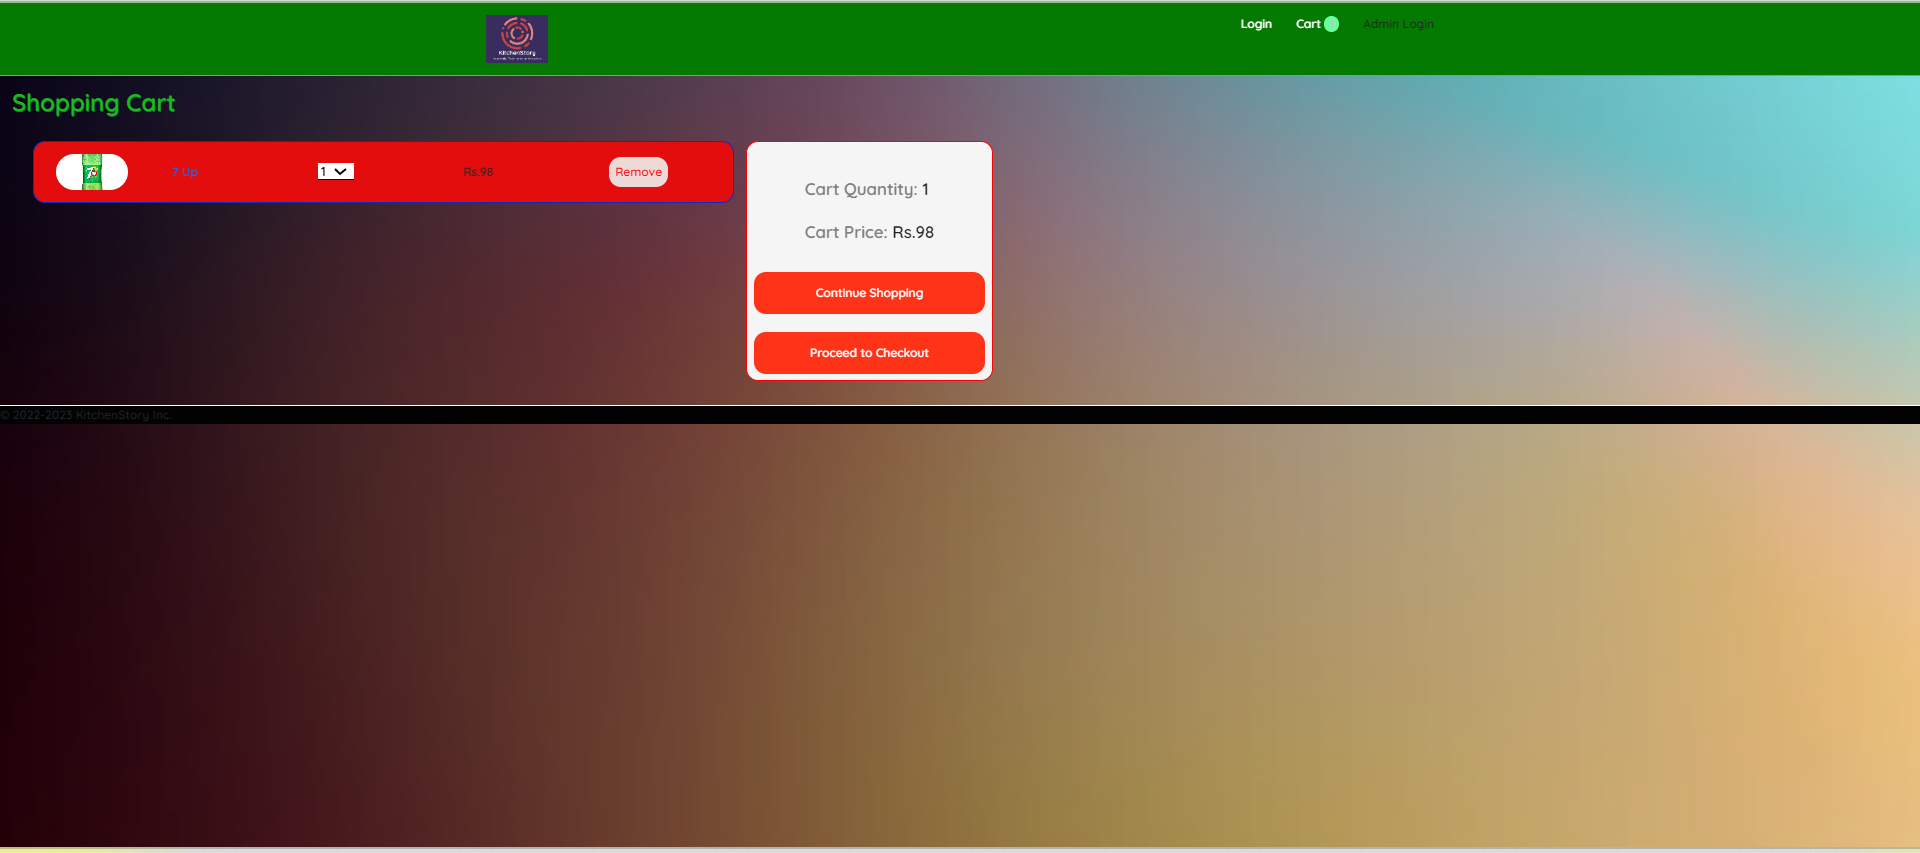 KitchenStory
Login
Cart
Admin Login
Shopping Cart
7 Up
1
Rs.98
Remove
Cart Quantity: 1
Cart Price: Rs.98
Continue Shopping
Proceed to Checkout
© 2022-2023 KitchenStory Inc.